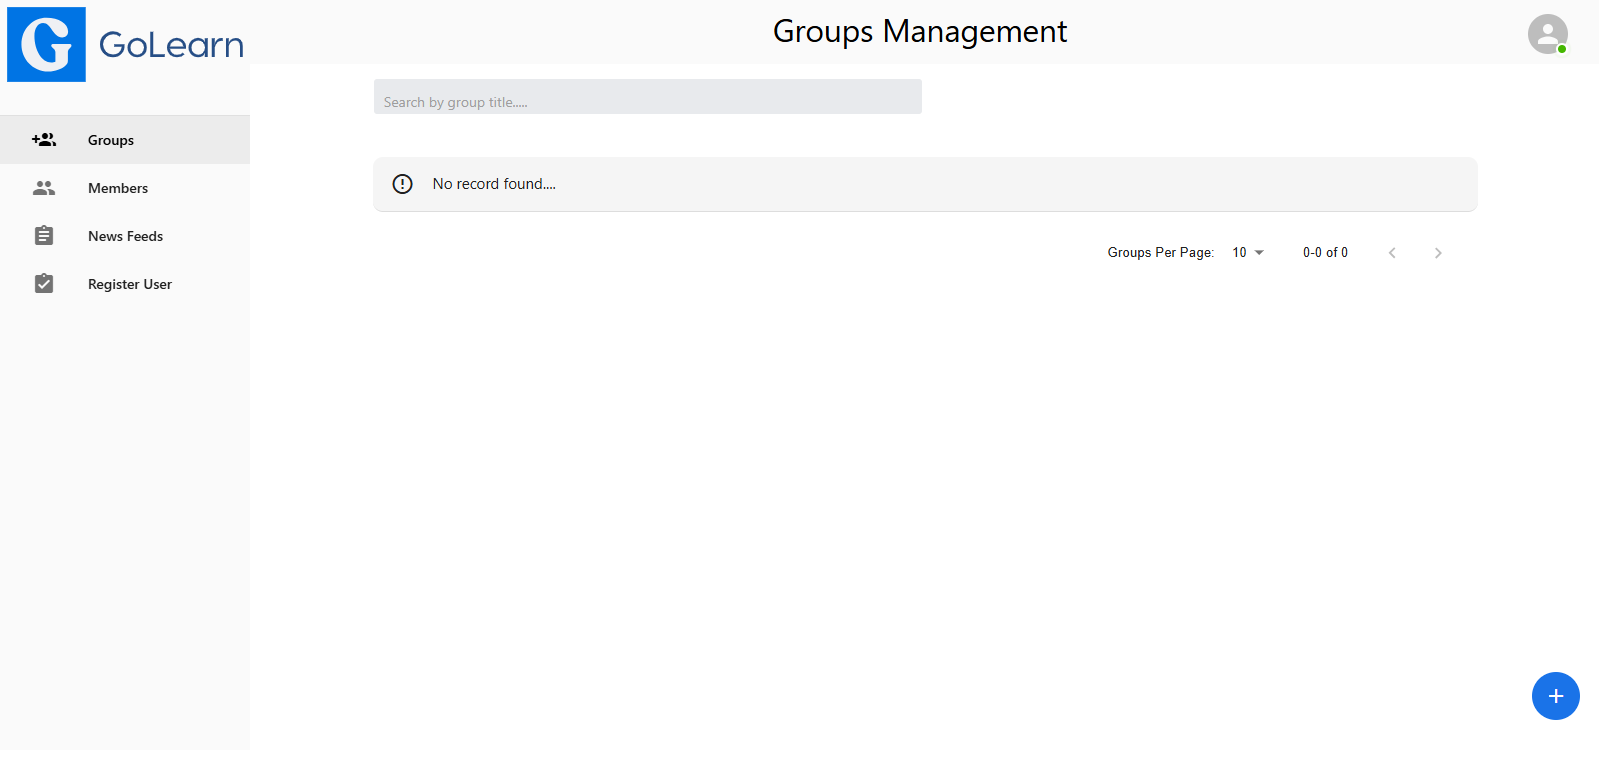 G GoLearn
Groups Management
Search by group title.....
Groups
Members
News Feeds
Register User
No record found....
Groups Per Page: 10 0-0 of 0